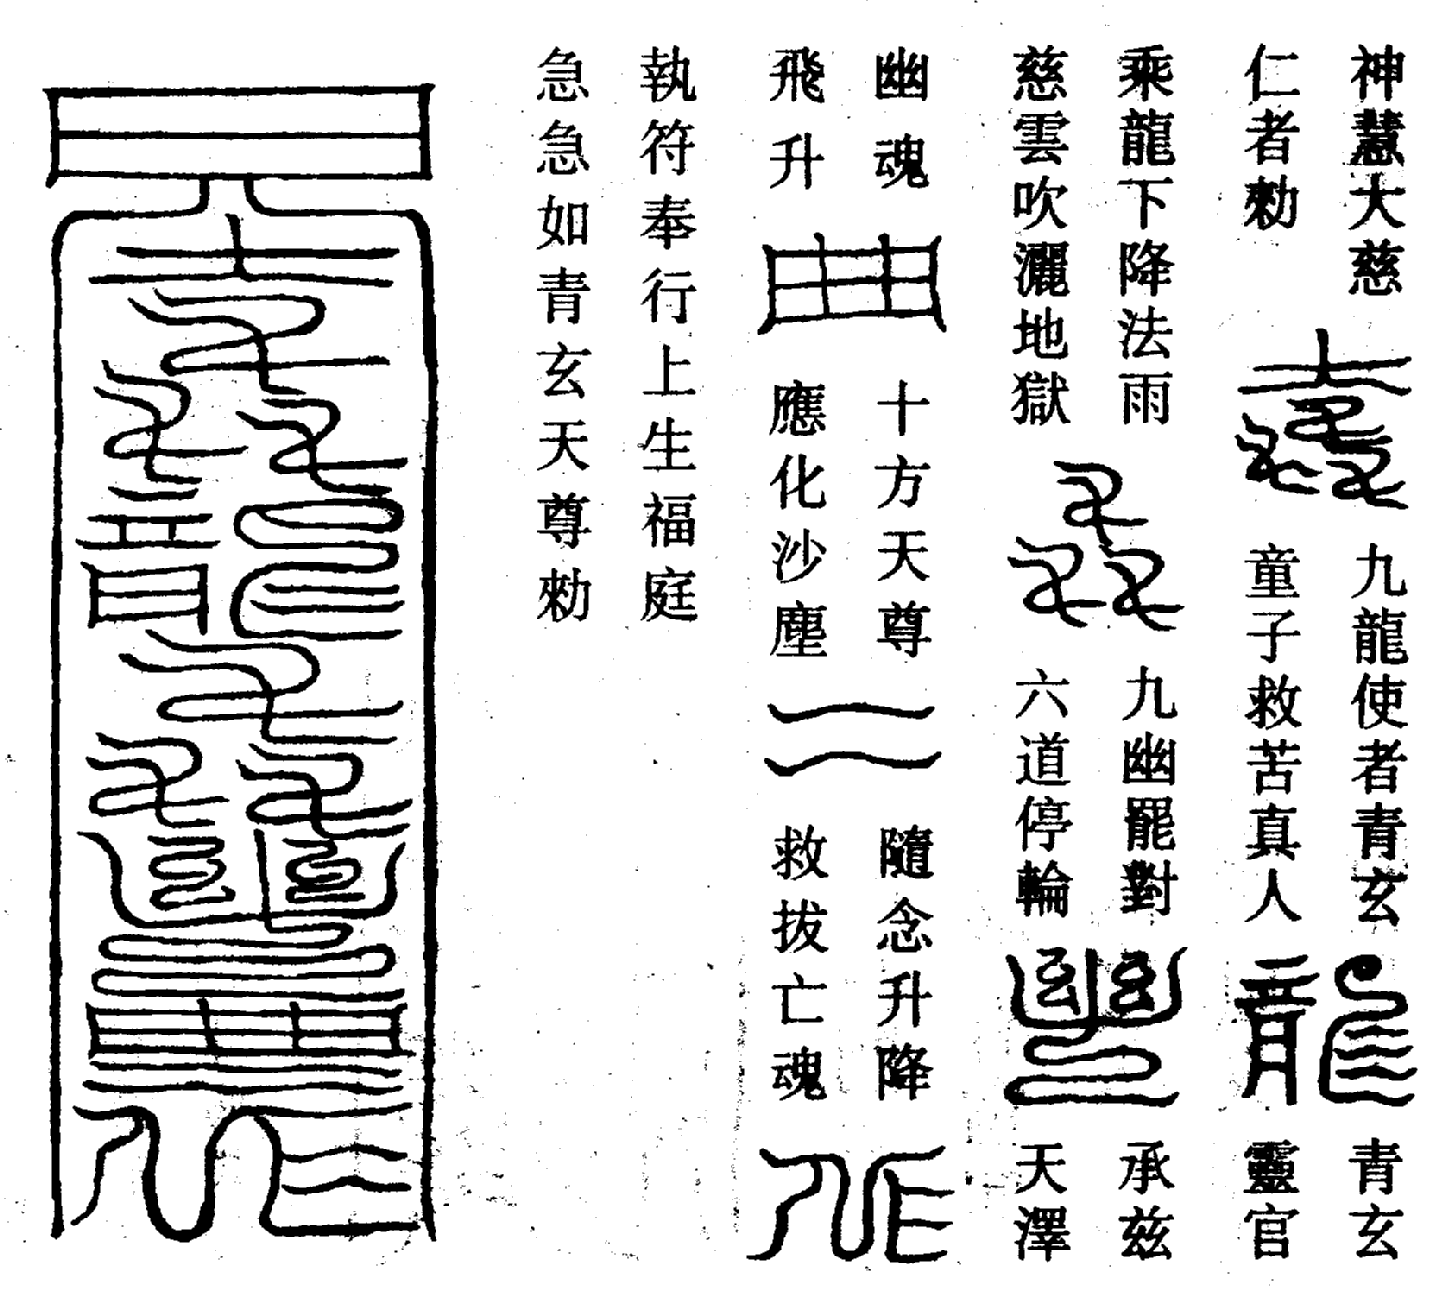 神慧大慈
仁者勑
九龍使者青玄
童子救苦真人
青玄
靈官
乘龍下降法雨
慈雲吹灑地獄
九幽罷對
六道停輪
承兹
天澤
幽魂
飛升
十方天尊
應化沙塵
隨念升降
救拔亡魂
執符奉行上生福庭
急急如青玄天尊勑